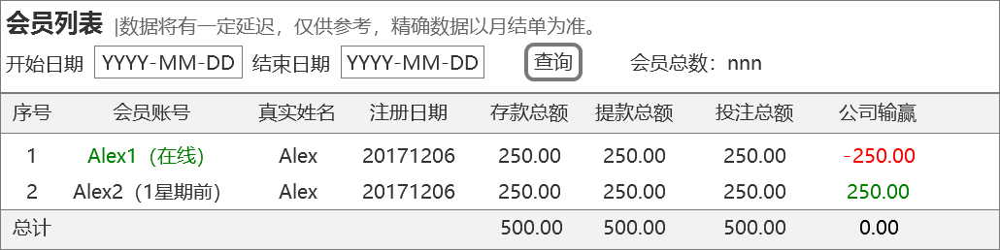 会员列表 |数据将有一定延迟，仅供参考，精确数据以月结单为准。
开始日期 YYYY-MM-DD 结束日期 YYYY-MM-DD 查询 会员总数：nnn
序号 会员账号 真实姓名 注册日期 存款总额 提款总额 投注总额 公司输赢
1 Alex1（在线） Alex 20171206 250.00 250.00 250.00 -250.00
2 Alex2（1星期前） Alex 20171206 250.00 250.00 250.00 250.00
总计 500.00 500.00 500.00 0.00